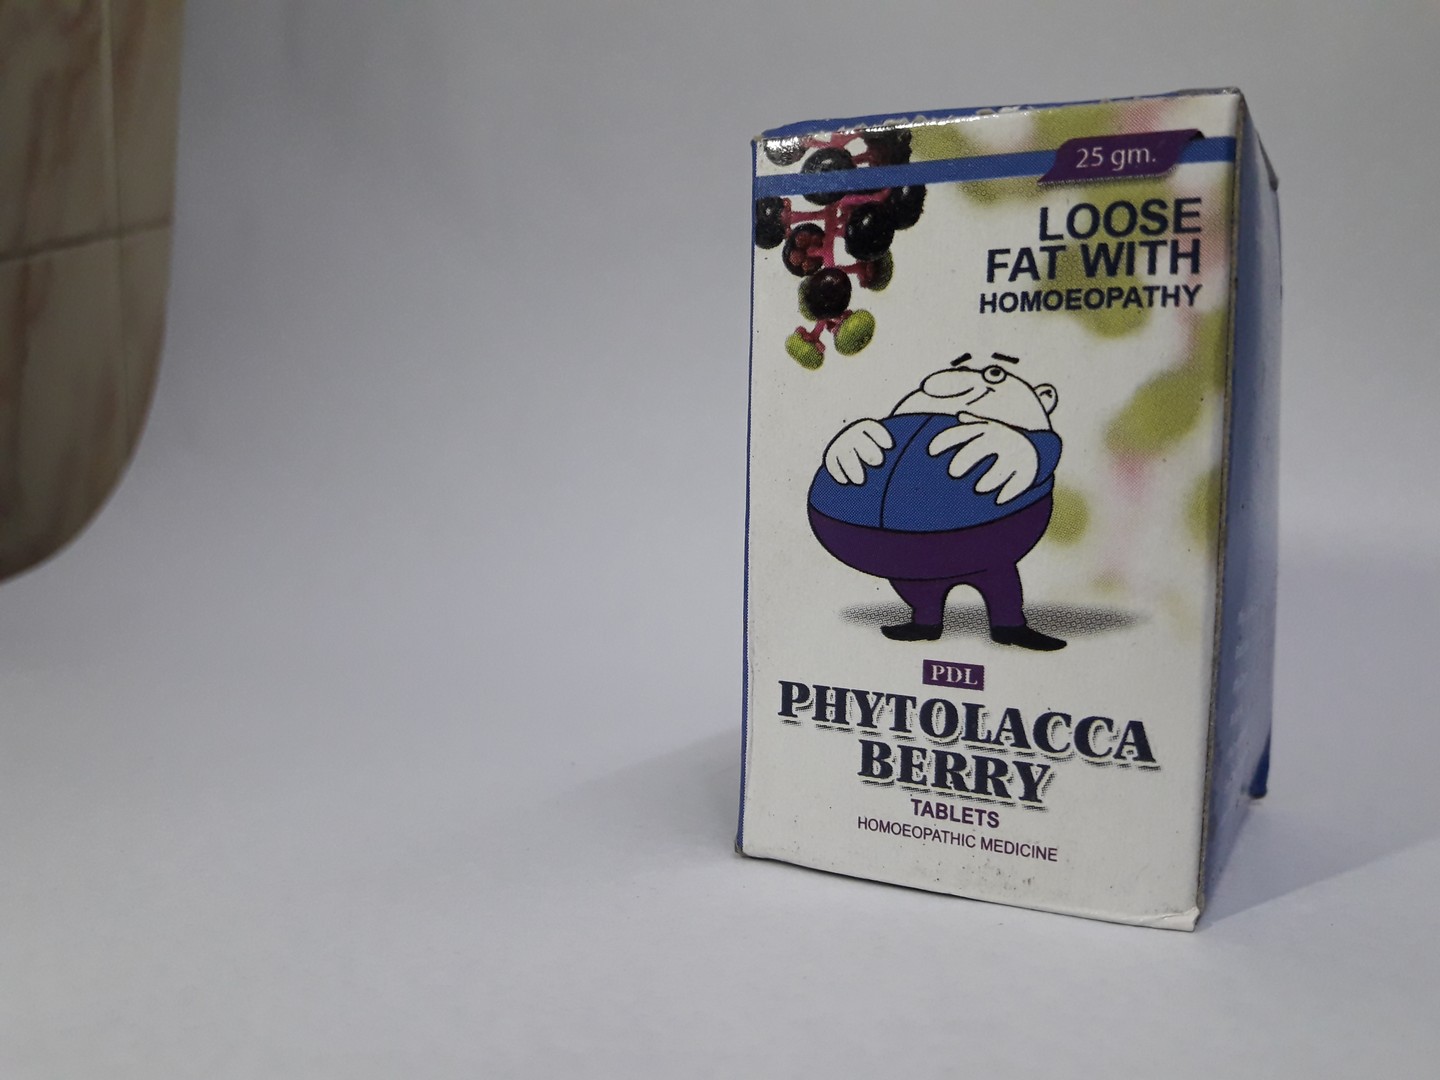 25 gm.
LOOSE
FAT WITH
HOMOEOPATHY
PDL
PHYTOLACCA
BERRY
TABLETS
HOMOEOPATHIC MEDICINE